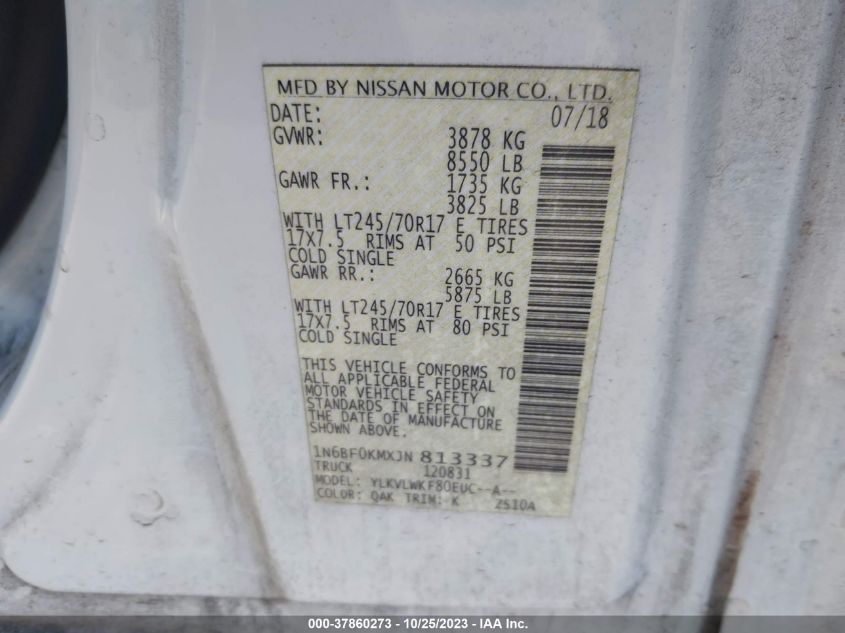 MFD BY NISSAN MOTOR CO., LTD.
DATE: 07/18
GVWR: 3878 KG
8550 LB
GAWR FR.: 1735 KG
3825 LB
WITH LT245/70R17 E TIRES
17X7.5 RIMS AT 50 PSI
COLD SINGLE
GAWR RR.: 2665 KG
5875 LB
WITH LT245/70R17 E TIRES
17X7.5 RIMS AT 80 PSI
COLD SINGLE
THIS VEHICLE CONFORMS TO
ALL APPLICABLE FEDERAL
MOTOR VEHICLE SAFETY
STANDARDS IN EFFECT ON
THE DATE OF MANUFACTURE
SHOWN ABOVE.
1N6BF0KMXJN 813337
TRUCK 120831
MODEL: YLKVLWKF80EUC--A--
COLOR: QAK TRIM: K 2510A
000-37860273 - 10/25/2023 - IAA Inc.